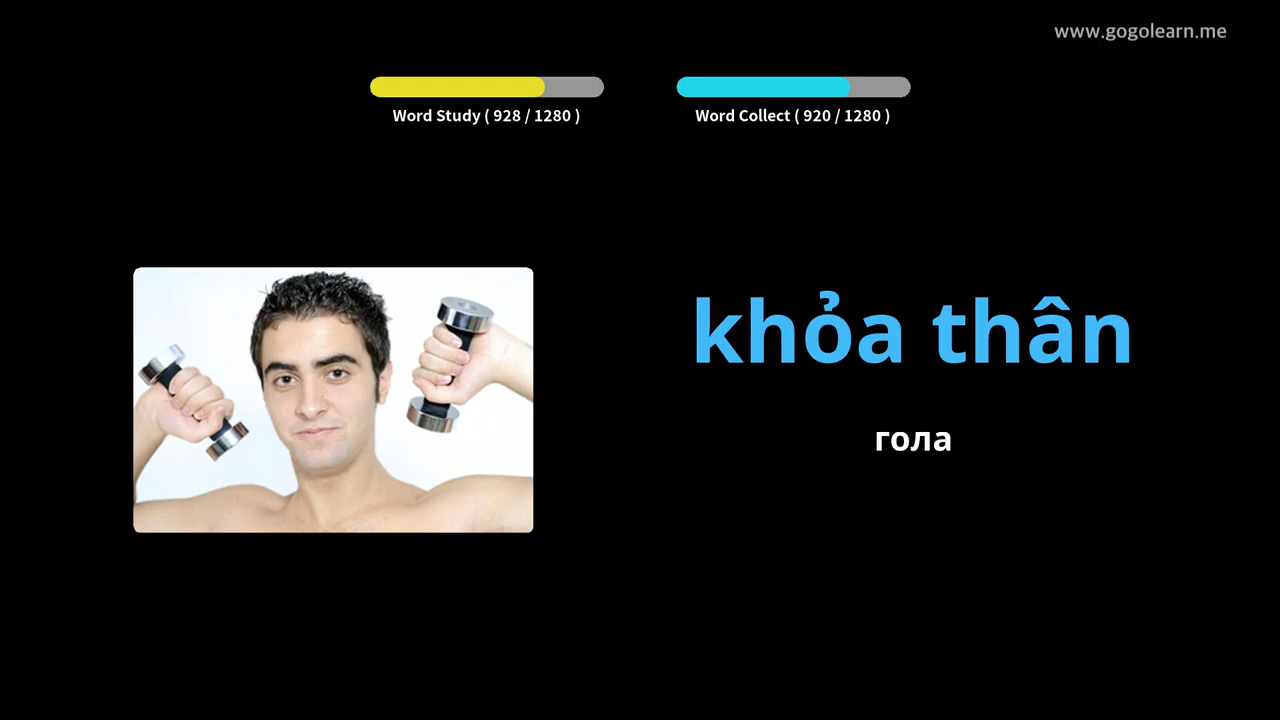 www.gogolearn.me
Word Study ( 928 / 1280 )
Word Collect ( 920 / 1280 )
khỏa thân
гола